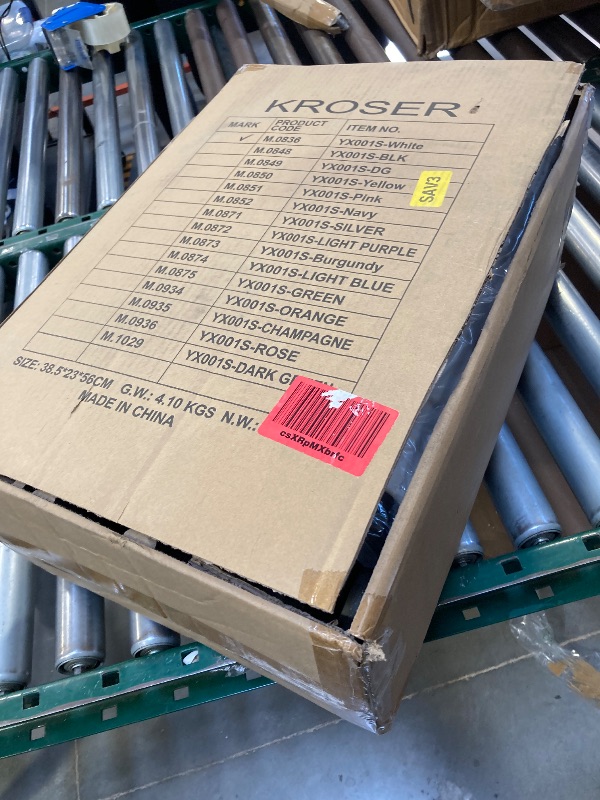 KROSER
MARK PRODUCT CODE ITEM NO.
✓ M.0836 YX001S-White
M.0848 YX001S-BLK
M.0849 YX001S-DG
M.0850 YX001S-Yellow
M.0851 YX001S-Pink
M.0852 YX001S-Navy
M.0871 YX001S-SILVER
M.0872 YX001S-LIGHT PURPLE
M.0873 YX001S-Burgundy
M.0874 YX001S-LIGHT BLUE
M.0875 YX001S-GREEN
M.0934 YX001S-ORANGE
M.0935 YX001S-CHAMPAGNE
M.0936 YX001S-ROSE
M.1029 YX001S-DARK
SAV3
SIZE: 38.5*23*56CM G.W.: 4.10 KGS N.W.:
MADE IN CHINA